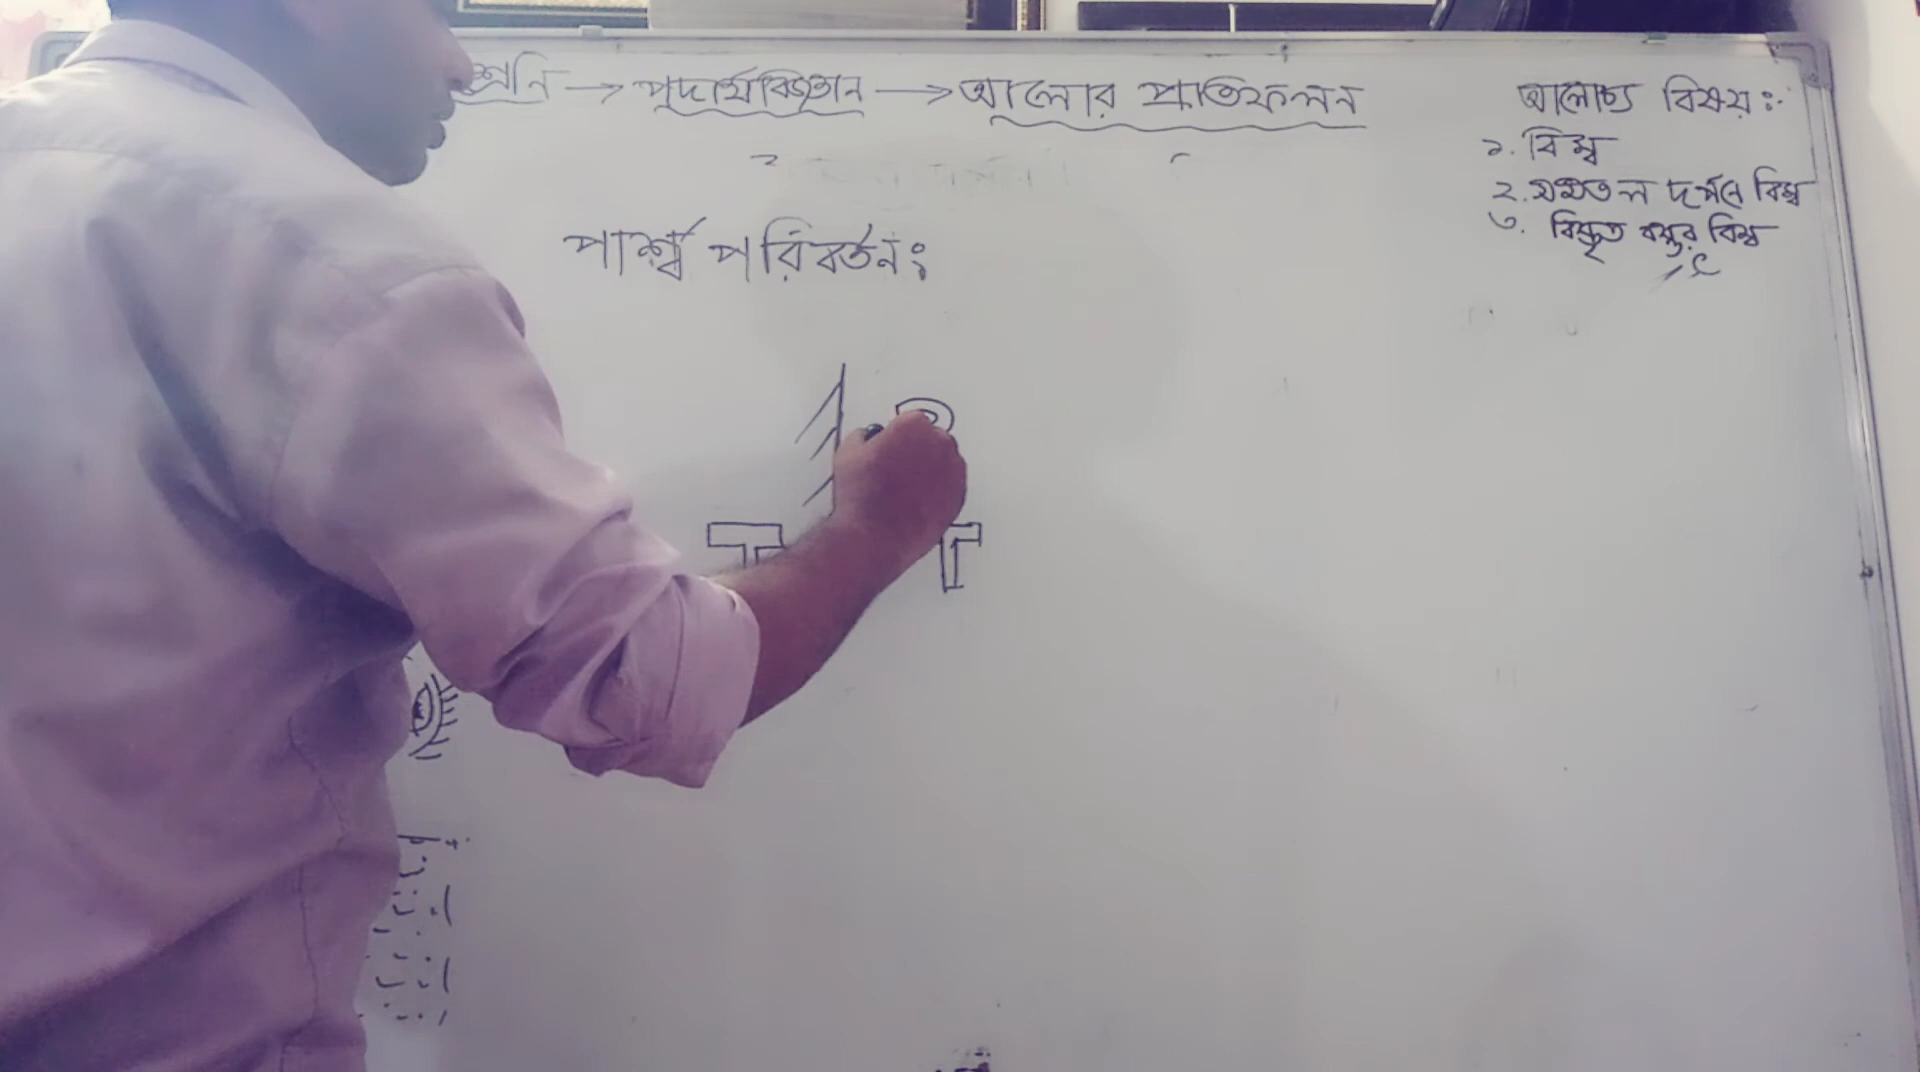 শ্রেনি → পদার্থবিজ্ঞান → আলোর প্রতিফলন
আলোচ্য বিষয়ঃ
১. বিম্ব
২. সমতল দর্পনে বিম্ব
৩. বিস্তৃত বস্তুর বিম্ব
পার্শ্ব পরিবর্তনঃ
T T